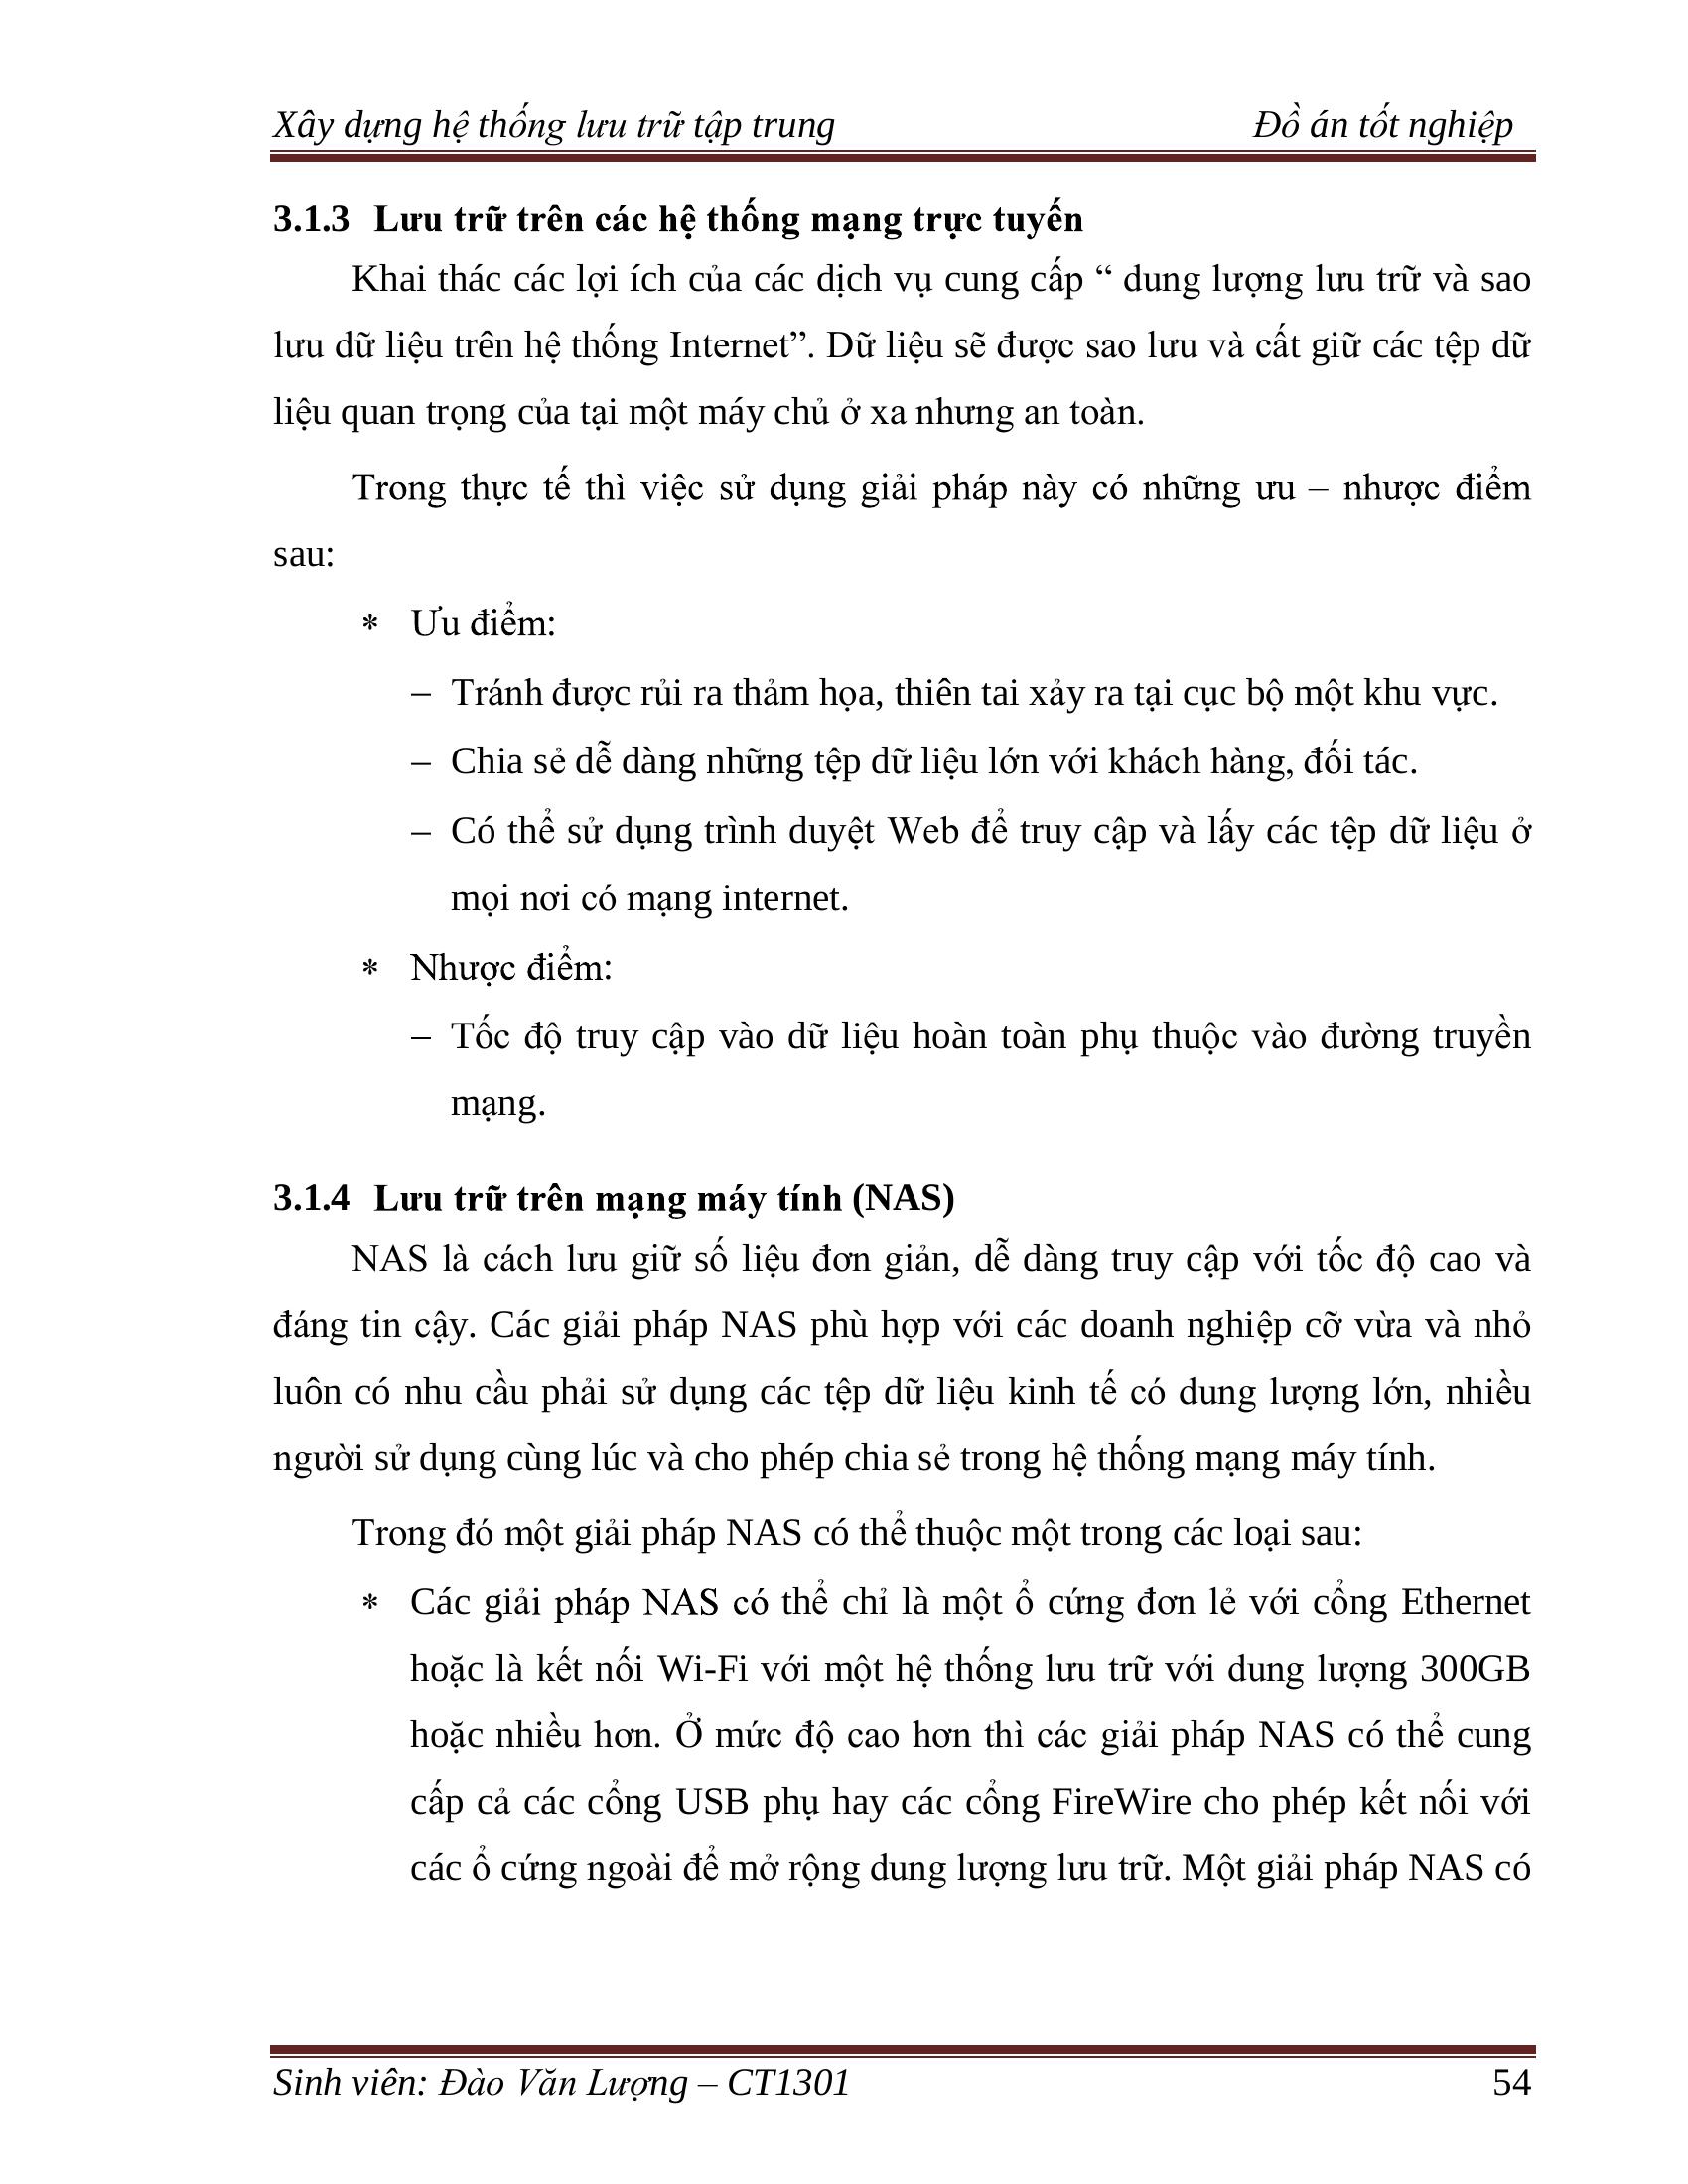 Xây dựng hệ thống lưu trữ tập trung Đồ án tốt nghiệp
3.1.3 Lưu trữ trên các hệ thống mạng trực tuyến
Khai thác các lợi ích của các dịch vụ cung cấp “ dung lượng lưu trữ và sao
lưu dữ liệu trên hệ thống Internet”. Dữ liệu sẽ được sao lưu và cất giữ các tệp dữ
liệu quan trọng của tại một máy chủ ở xa nhưng an toàn.
Trong thực tế thì việc sử dụng giải pháp này có những ưu – nhược điểm
sau:
* Ưu điểm:
– Tránh được rủi ra thảm họa, thiên tai xảy ra tại cục bộ một khu vực.
– Chia sẻ dễ dàng những tệp dữ liệu lớn với khách hàng, đối tác.
– Có thể sử dụng trình duyệt Web để truy cập và lấy các tệp dữ liệu ở
mọi nơi có mạng internet.
* Nhược điểm:
– Tốc độ truy cập vào dữ liệu hoàn toàn phụ thuộc vào đường truyền
mạng.
3.1.4 Lưu trữ trên mạng máy tính (NAS)
NAS là cách lưu giữ số liệu đơn giản, dễ dàng truy cập với tốc độ cao và
đáng tin cậy. Các giải pháp NAS phù hợp với các doanh nghiệp cỡ vừa và nhỏ
luôn có nhu cầu phải sử dụng các tệp dữ liệu kinh tế có dung lượng lớn, nhiều
người sử dụng cùng lúc và cho phép chia sẻ trong hệ thống mạng máy tính.
Trong đó một giải pháp NAS có thể thuộc một trong các loại sau:
* Các giải pháp NAS có thể chỉ là một ổ cứng đơn lẻ với cổng Ethernet
hoặc là kết nối Wi-Fi với một hệ thống lưu trữ với dung lượng 300GB
hoặc nhiều hơn. Ở mức độ cao hơn thì các giải pháp NAS có thể cung
cấp cả các cổng USB phụ hay các cổng FireWire cho phép kết nối với
các ổ cứng ngoài để mở rộng dung lượng lưu trữ. Một giải pháp NAS có
Sinh viên: Đào Văn Lượng – CT1301 54